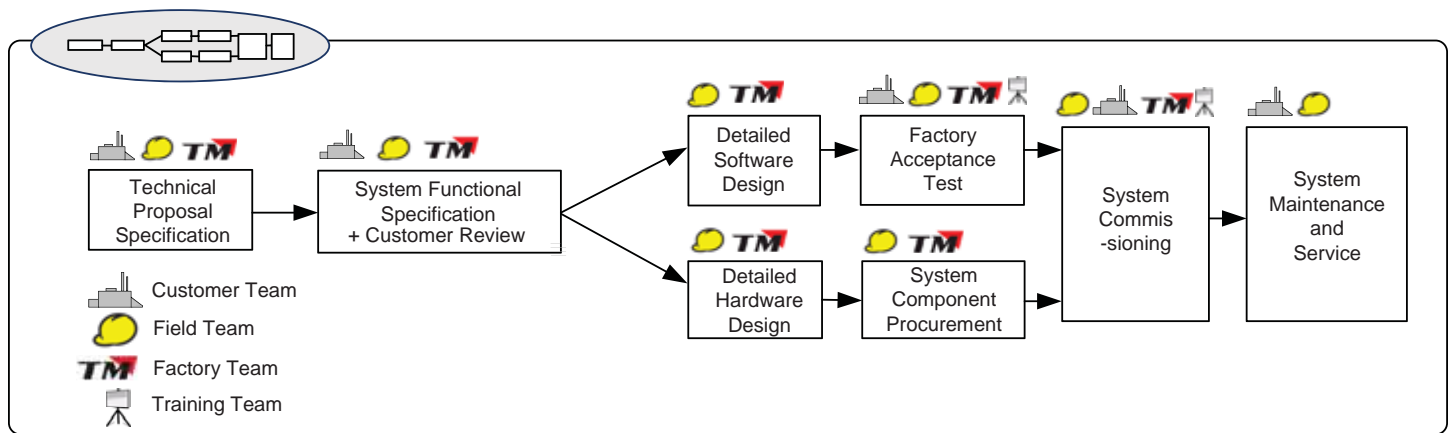 TM
TM
TM
TM
TM
TM
TM
Technical
Proposal
Specification
System Functional
Specification
+ Customer Review
Detailed
Software
Design
Factory
Acceptance
Test
Detailed
Hardware
Design
System
Component
Procurement
System
Commis
-sioning
System
Maintenance
and
Service
Customer Team
Field Team
TM
Factory Team
Training Team